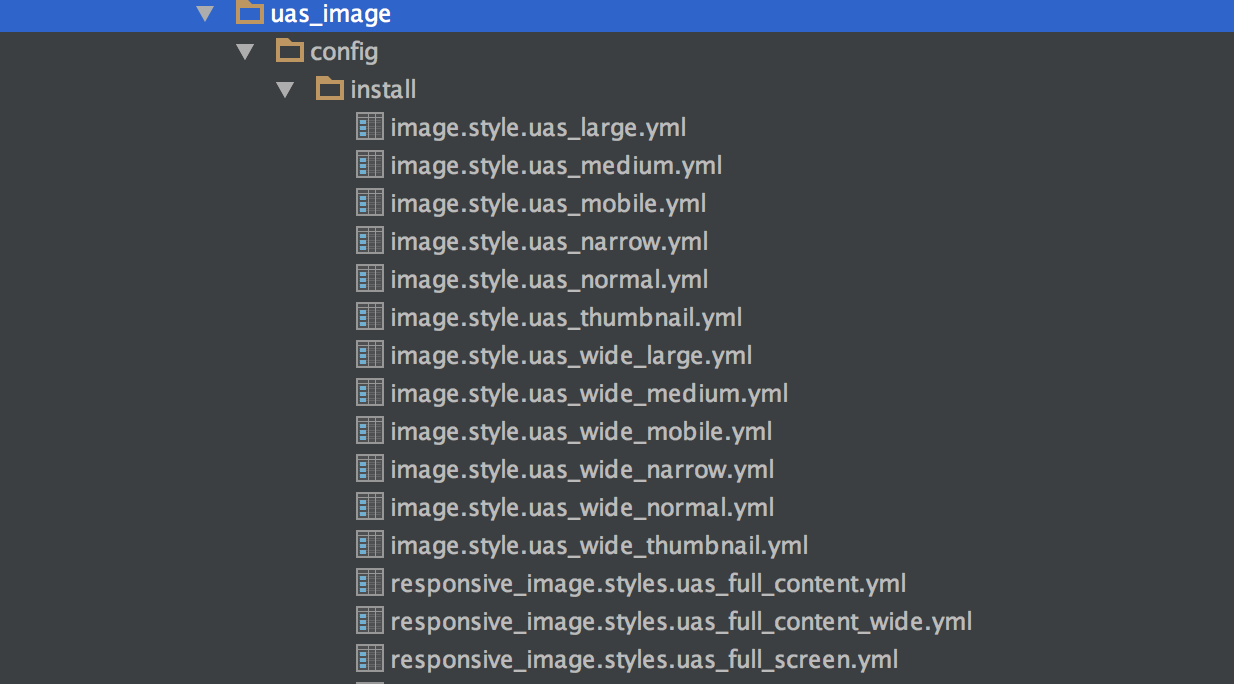 uas_image
config
install
image.style.uas_large.yml
image.style.uas_medium.yml
image.style.uas_mobile.yml
image.style.uas_narrow.yml
image.style.uas_normal.yml
image.style.uas_thumbnail.yml
image.style.uas_wide_large.yml
image.style.uas_wide_medium.yml
image.style.uas_wide_mobile.yml
image.style.uas_wide_narrow.yml
image.style.uas_wide_normal.yml
image.style.uas_wide_thumbnail.yml
responsive_image.styles.uas_full_content.yml
responsive_image.styles.uas_full_content_wide.yml
responsive_image.styles.uas_full_screen.yml